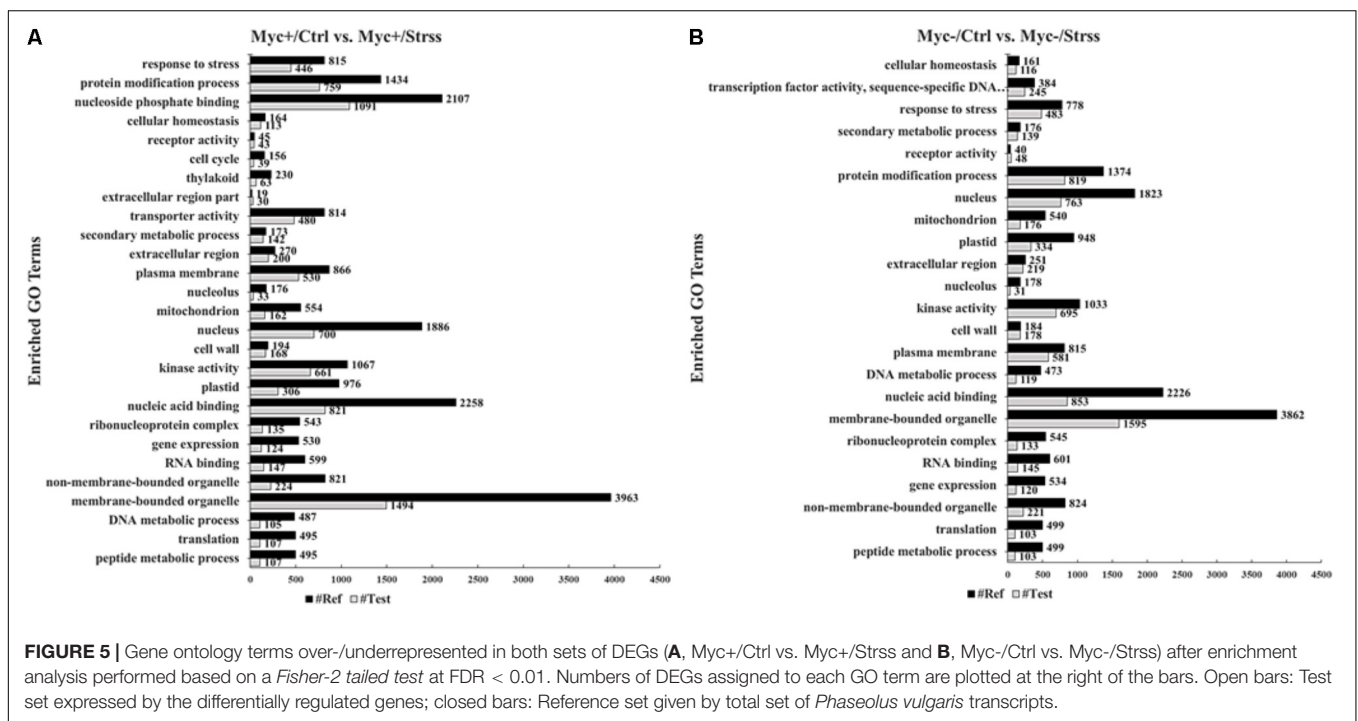 A
Myc+/Ctrl vs. Myc+/Strss
Enriched GO Terms
response to stress 815 446
protein modification process 1434 759
nucleoside phosphate binding 2107 1091
cellular homeostasis 164 113
receptor activity 45 43
cell cycle 156 39
thylakoid 230 63
extracellular region part 19 30
transporter activity 814 480
secondary metabolic process 173 142
extracellular region 270 200
plasma membrane 866 530
nucleolus 176 33
mitochondrion 554 162
nucleus 1886 700
cell wall 194 168
kinase activity 1067 661
plastid 976 306
nucleic acid binding 2258 821
ribonucleoprotein complex 543 135
gene expression 530 124
RNA binding 599 147
non-membrane-bounded organelle 821 224
membrane-bounded organelle 3963 1494
DNA metabolic process 487 105
translation 495 107
peptide metabolic process 495 107
0 500 1000 1500 2000 2500 3000 3500 4000 4500
#Ref #Test
B
Myc-/Ctrl vs. Myc-/Strss
Enriched GO Terms
cellular homeostasis 161 116
transcription factor activity, sequence-specific DNA… 384 245
response to stress 778 483
secondary metabolic process 176 139
receptor activity 40 48
protein modification process 1374 819
nucleus 1823 763
mitochondrion 540 176
plastid 948 334
extracellular region 251 219
nucleolus 178 31
kinase activity 1033 695
cell wall 184 178
plasma membrane 815 581
DNA metabolic process 473 119
nucleic acid binding 2226 853
membrane-bounded organelle 3862 1595
ribonucleoprotein complex 545 133
RNA binding 601 145
gene expression 534 120
non-membrane-bounded organelle 824 221
translation 499 103
peptide metabolic process 499 103
0 500 1000 1500 2000 2500 3000 3500 4000 4500
#Ref #Test
FIGURE 5 | Gene ontology terms over-/underrepresented in both sets of DEGs (A, Myc+/Ctrl vs. Myc+/Strss and B, Myc-/Ctrl vs. Myc-/Strss) after enrichment
analysis performed based on a Fisher-2 tailed test at FDR < 0.01. Numbers of DEGs assigned to each GO term are plotted at the right of the bars. Open bars: Test
set expressed by the differentially regulated genes; closed bars: Reference set given by total set of Phaseolus vulgaris transcripts.